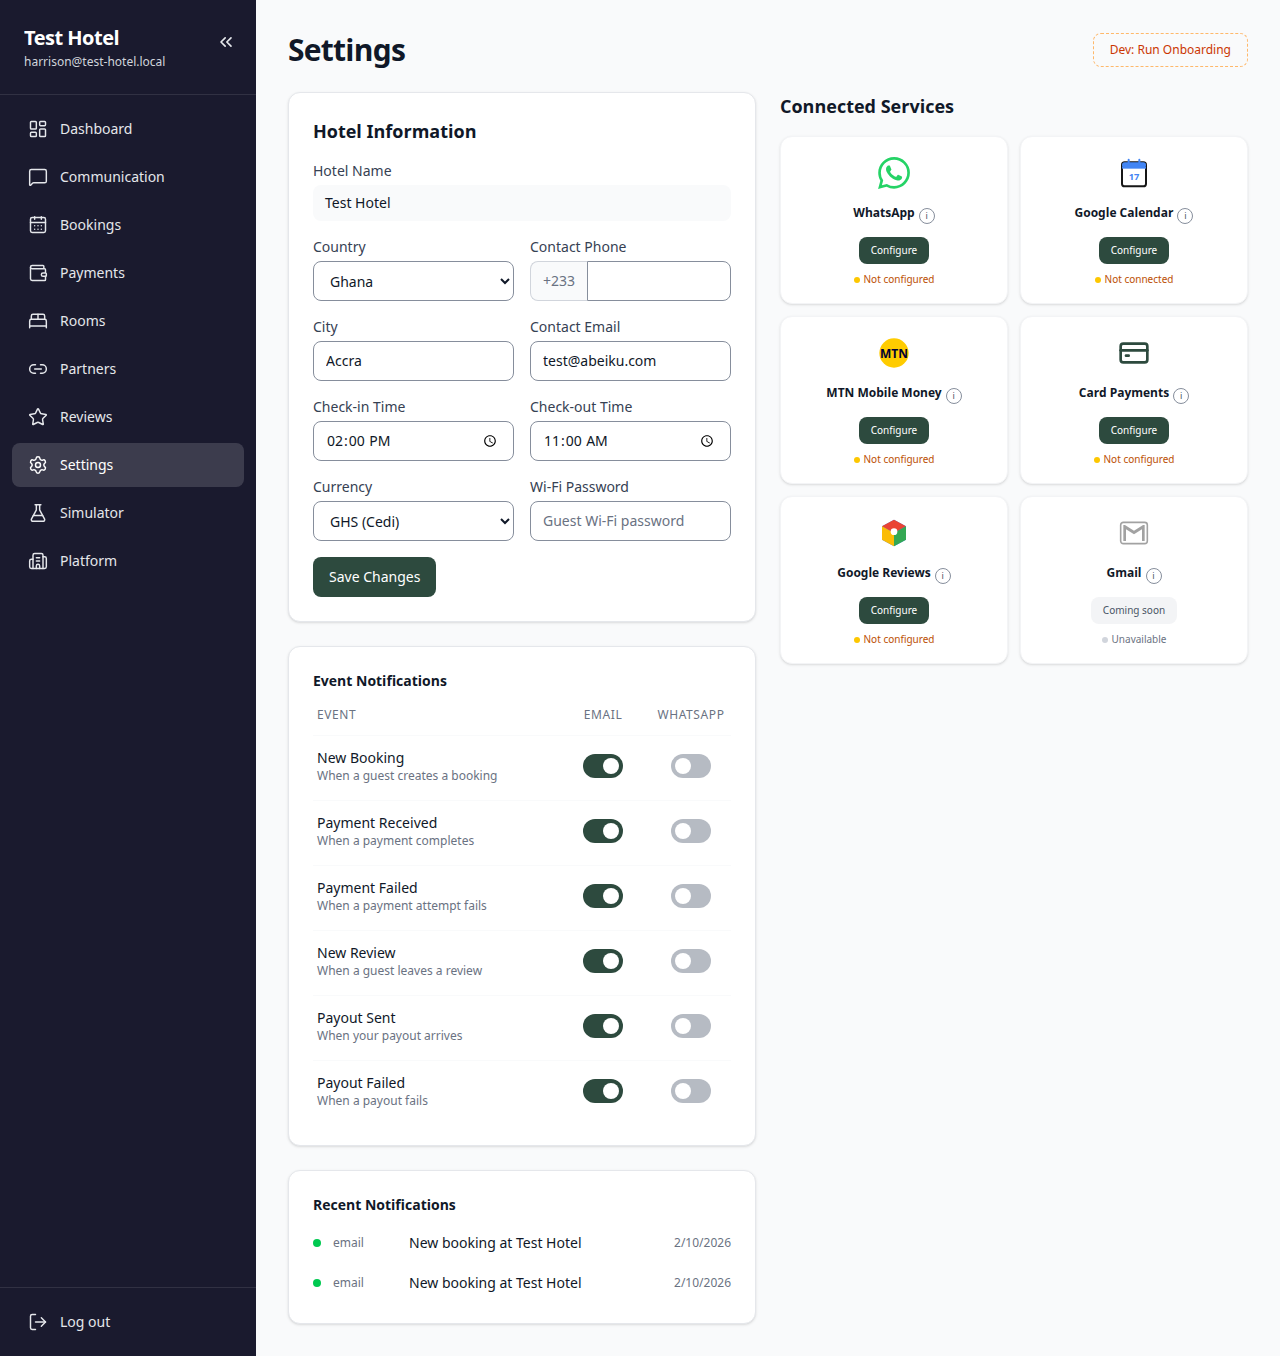 Test Hotel
harrison@test-hotel.local
Dashboard
Communication
Bookings
Payments
Rooms
Partners
Reviews
Settings
Simulator
Platform
Log out
Settings
Dev: Run Onboarding
Hotel Information
Hotel Name
Test Hotel
Country
Contact Phone
Ghana
+233
City
Contact Email
Accra
test@abeiku.com
Check-in Time
Check-out Time
02:00 PM
11:00 AM
Currency
Wi-Fi Password
GHS (Cedi)
Guest Wi-Fi password
Save Changes
Event Notifications
EVENT EMAIL WHATSAPP
New Booking
When a guest creates a booking
Payment Received
When a payment completes
Payment Failed
When a payment attempt fails
New Review
When a guest leaves a review
Payout Sent
When your payout arrives
Payout Failed
When a payout fails
Recent Notifications
email New booking at Test Hotel 2/10/2026
email New booking at Test Hotel 2/10/2026
Connected Services
WhatsApp i
Configure
Not configured
17
Google Calendar i
Configure
Not connected
MTN
MTN Mobile Money i
Configure
Not configured
Card Payments i
Configure
Not configured
Google Reviews i
Configure
Not configured
Gmail i
Coming soon
Unavailable